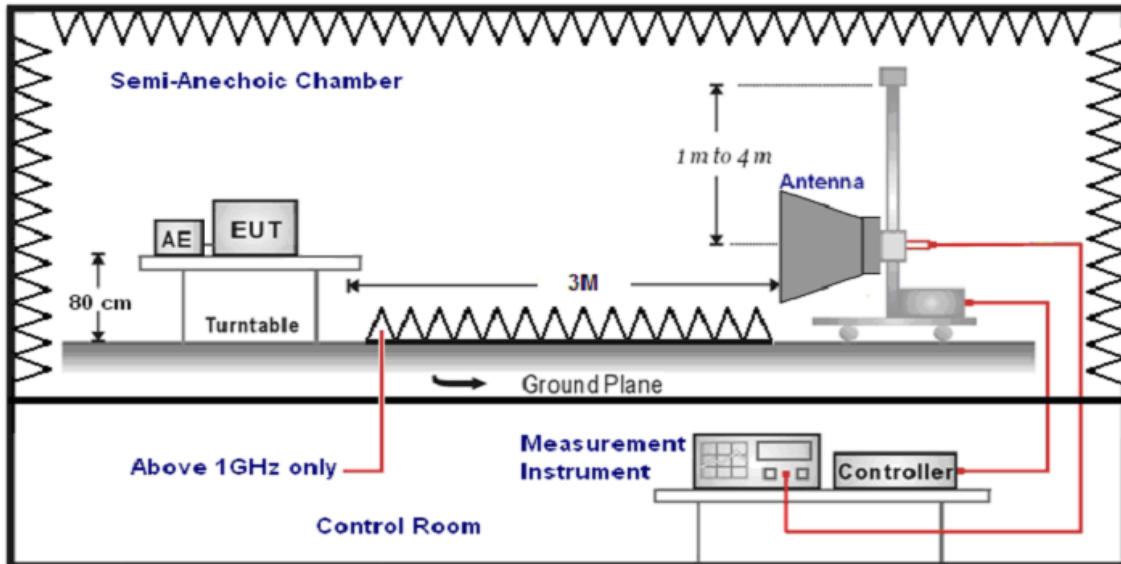 Semi-Anechoic Chamber
1 m to 4 m
Antenna
AE
EUT
80 cm
3M
Turntable
Ground Plane
Above 1GHz only
Measurement
Instrument
Controller
Control Room